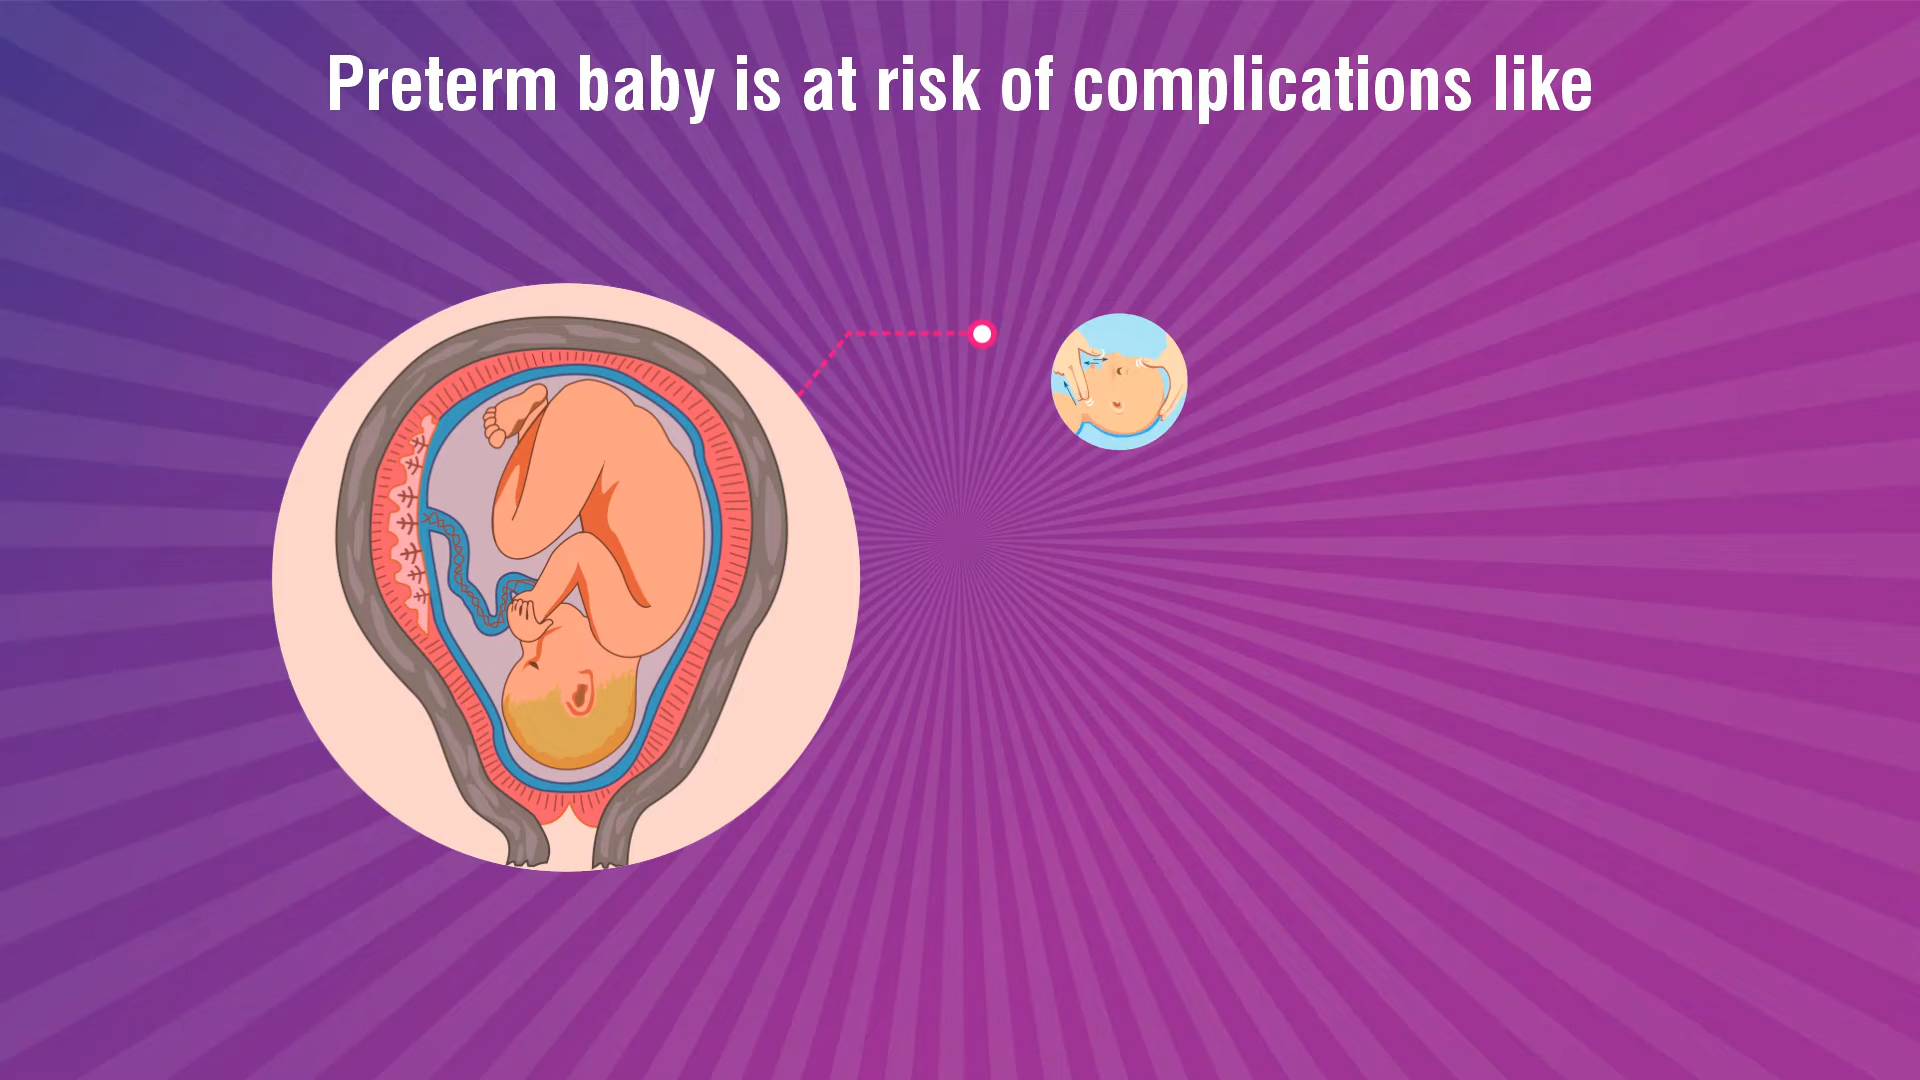 Preterm baby is at risk of complications like